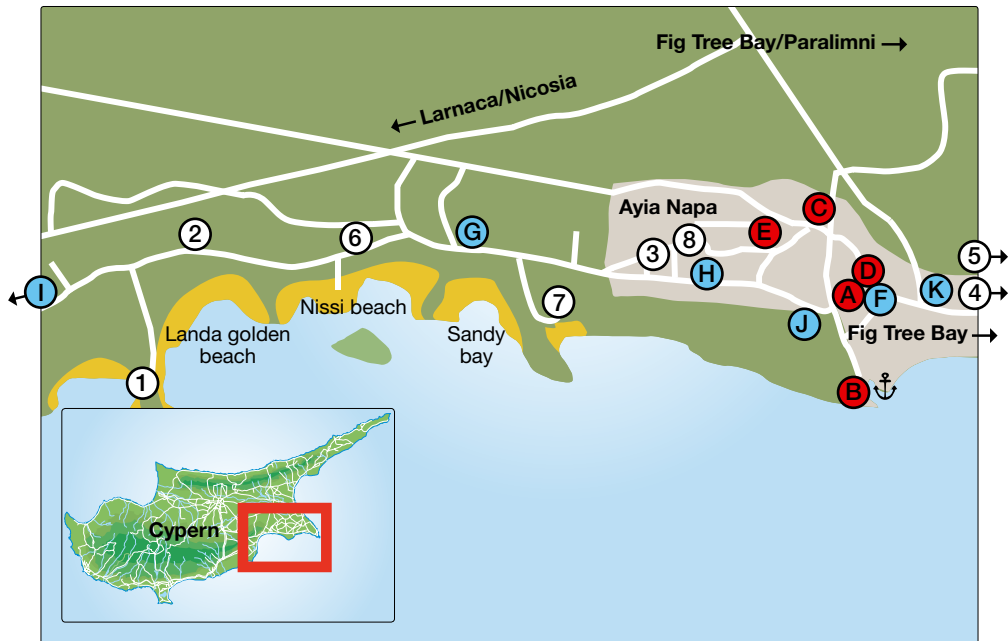 Fig Tree Bay/Paralimni →
← Larnaca/Nicosia
Ayia Napa
C
E
G
2
6
3
8
H
D
5 →
← I
A
F
K
4 →
7
J
Nissi beach
Landa golden
beach
Sandy
bay
Fig Tree Bay →
1
B
Cypern